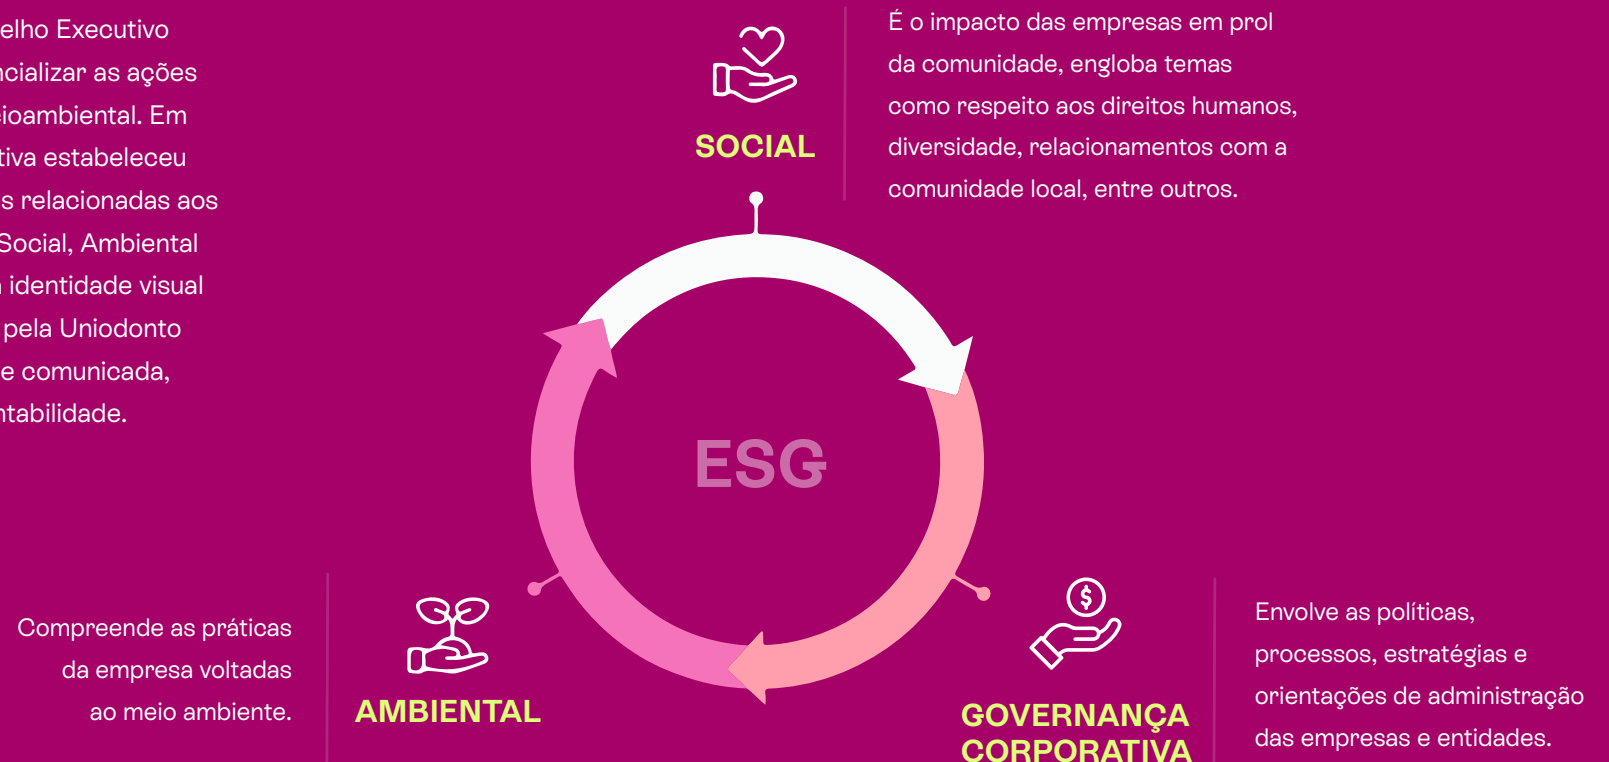 elho Executivo
ncializar as ações
ioambiental. Em
tiva estabeleceu
s relacionadas aos
Social, Ambiental
identidade visual
pela Uniodonto
e comunicada,
ntabilidade.
SOCIAL
É o impacto das empresas em prol
da comunidade, engloba temas
como respeito aos direitos humanos,
diversidade, relacionamentos com a
comunidade local, entre outros.
ESG
Compreende as práticas
da empresa voltadas
ao meio ambiente.
AMBIENTAL
GOVERNANÇA
CORPORATIVA
Envolve as políticas,
processos, estratégias e
orientações de administração
das empresas e entidades.